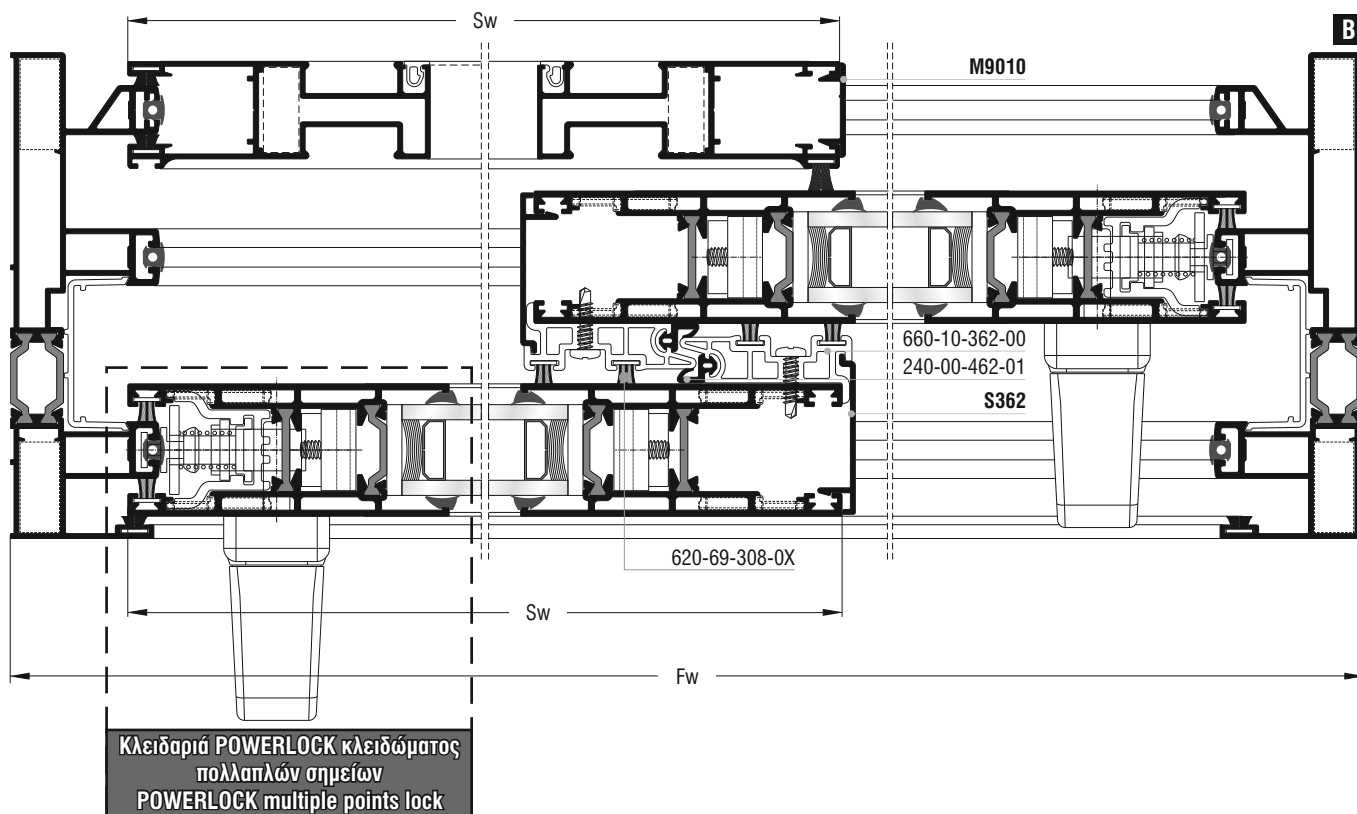 Sw
B
M9010
660-10-362-00
240-00-462-01
S362
620-69-308-0X
Sw
Fw
Κλειδαριά POWERLOCK κλειδώματος
πολλαπλών σημείων
POWERLOCK multiple points lock